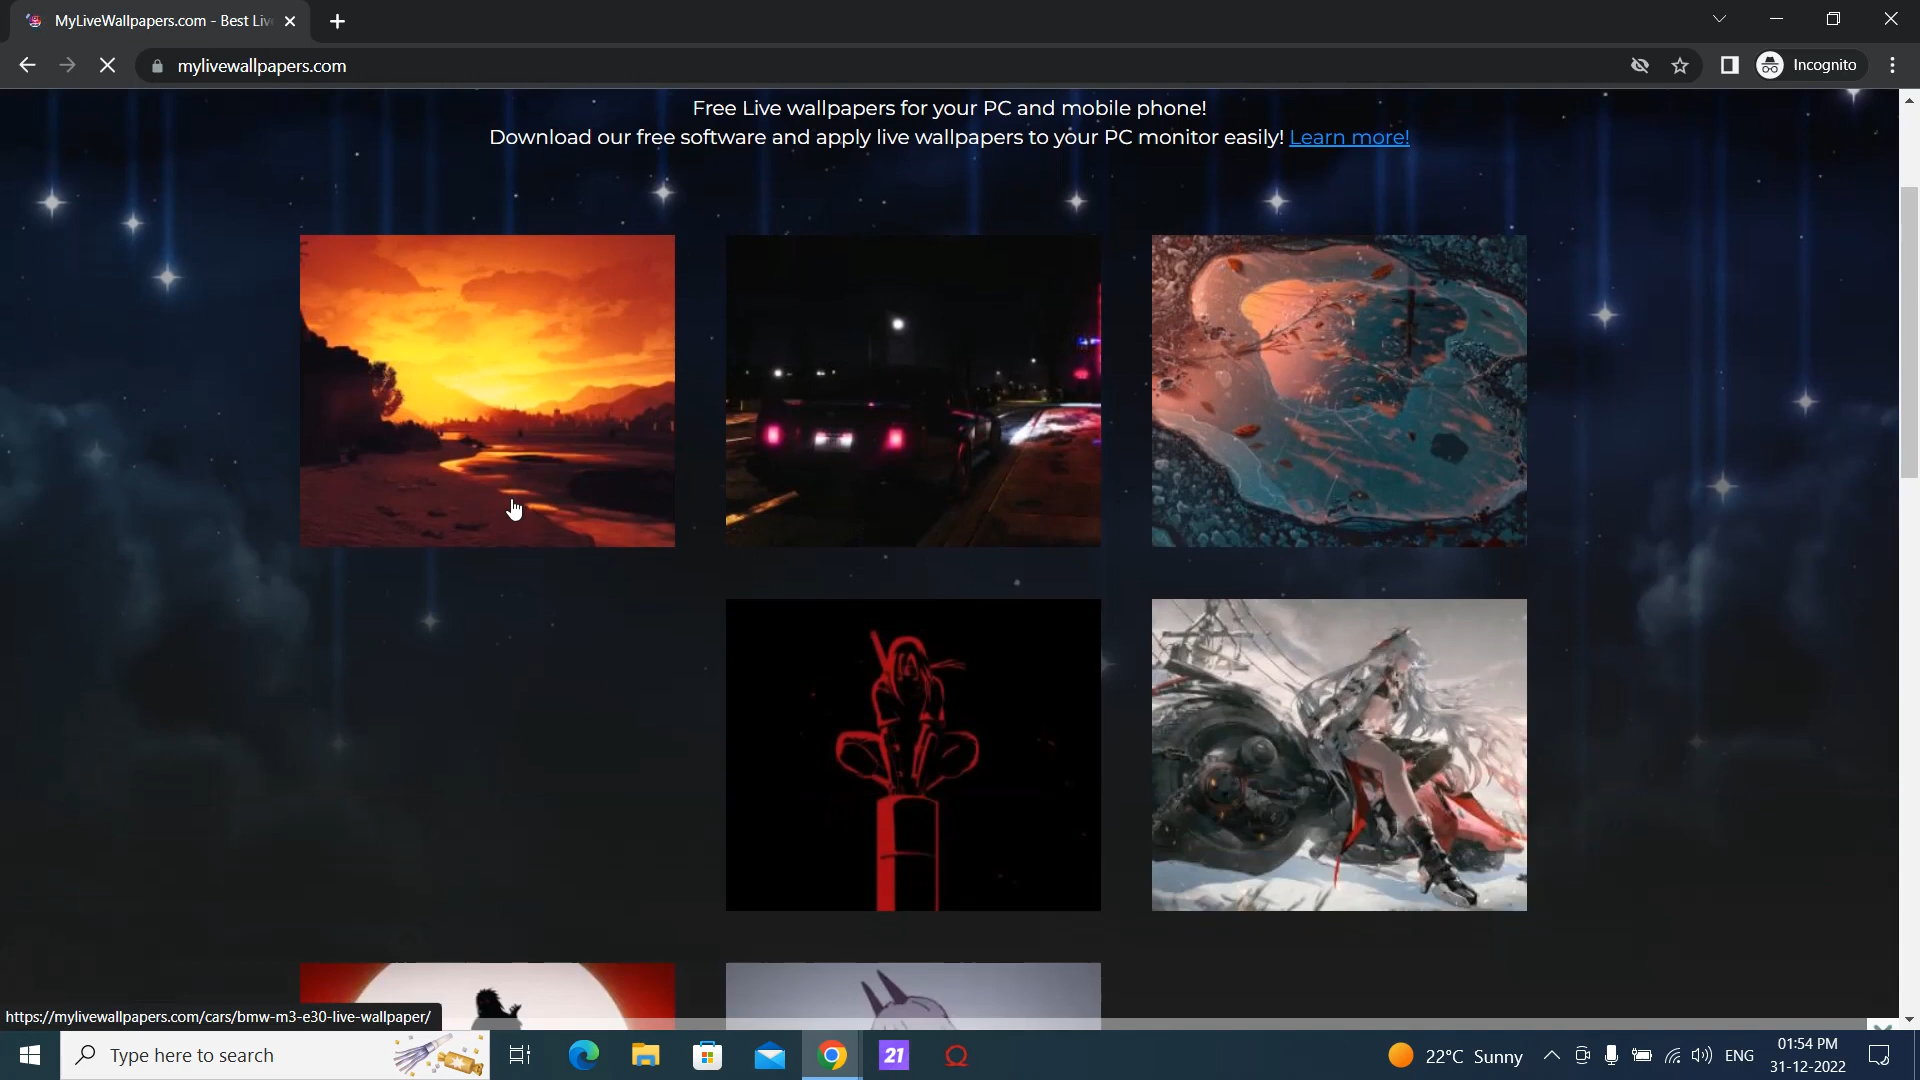 MyLiveWallpapers.com - Best Liv
mylivewallpapers.com
Incognito
Free Live wallpapers for your PC and mobile phone!
Download our free software and apply live wallpapers to your PC monitor easily! Learn more!
https://mylivewallpapers.com/cars/bmw-m3-e30-live-wallpaper/
Type here to search
21
22°C Sunny
ENG
01:54 PM
31-12-2022